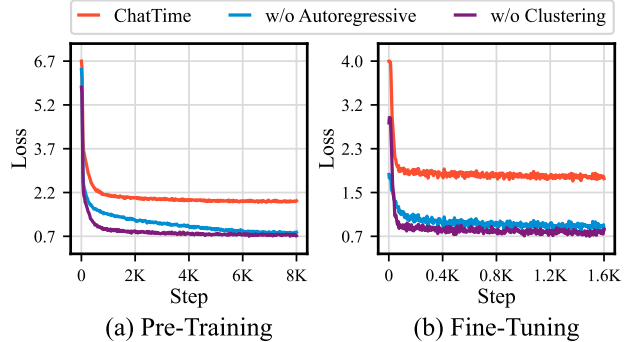 ChatTime w/o Autoregressive w/o Clustering
6.7
5.2
3.7
2.2
0.7
Loss
0 2K 4K 6K 8K
Step
(a) Pre-Training
4.0
3.2
2.3
1.5
0.7
Loss
0 0.4K 0.8K 1.2K 1.6K
Step
(b) Fine-Tuning